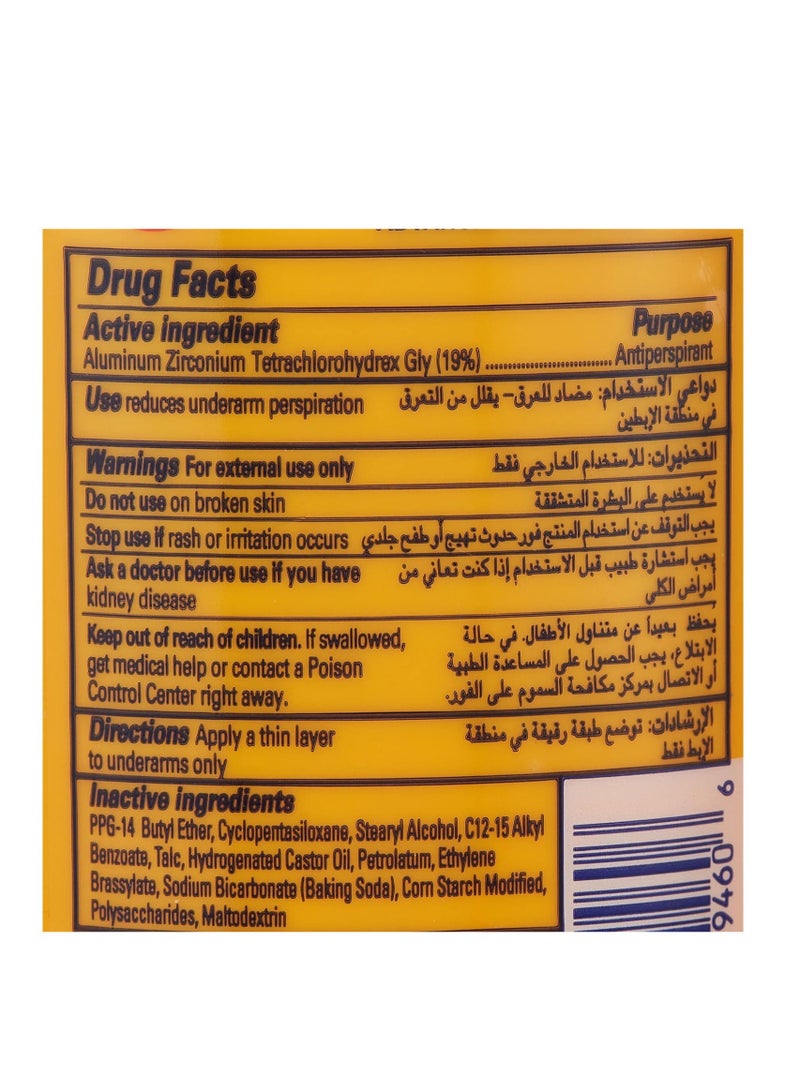 Drug Facts
Active ingredient Purpose
Aluminum Zirconium Tetrachlorohydrex Gly (19%) ............................ Antiperspirant
Use reduces underarm perspiration
دواعي الاستخدام: مضاد للعرق – يقلل من التعرق
في منطقة الإبطين
Warnings For external use only
التحذيرات: للاستخدام الخارجي فقط
Do not use on broken skin
لا يستخدم على البشرة المتشققة
Stop use if rash or irritation occurs
يجب التوقف عن استخدام المنتج فور حدوث تهيج أو طفح جلدي
Ask a doctor before use if you have
kidney disease
يجب استشارة طبيب قبل الاستخدام إذا كنت تعاني من
أمراض الكلي
Keep out of reach of children. If swallowed,
get medical help or contact a Poison
Control Center right away.
يحفظ بعيداً عن متناول الأطفال. في حالة
الابتلاع، يجب الحصول على المساعدة الطبية
أو الاتصال بمركز مكافحة السموم على الفور.
Directions Apply a thin layer
to underarms only
الإرشادات: توضع طبقة رقيقة في منطقة
الإبط فقط
Inactive ingredients
PPG-14 Butyl Ether, Cyclopentasiloxane, Stearyl Alcohol, C12-15 Alkyl
Benzoate, Talc, Hydrogenated Castor Oil, Petrolatum, Ethylene
Brassylate, Sodium Bicarbonate (Baking Soda), Corn Starch Modified,
Polysaccharides, Maltodextrin
9460 6